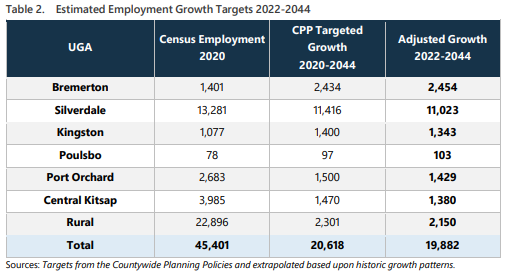 Table 2. Estimated Employment Growth Targets 2022-2044
UGA Census Employment 2020 CPP Targeted Growth 2020-2044 Adjusted Growth 2022-2044
Bremerton 1,401 2,434 2,454
Silverdale 13,281 11,416 11,023
Kingston 1,077 1,400 1,343
Poulsbo 78 97 103
Port Orchard 2,683 1,500 1,429
Central Kitsap 3,985 1,470 1,380
Rural 22,896 2,301 2,150
Total 45,401 20,618 19,882
Sources: Targets from the Countywide Planning Policies and extrapolated based upon historic growth patterns.